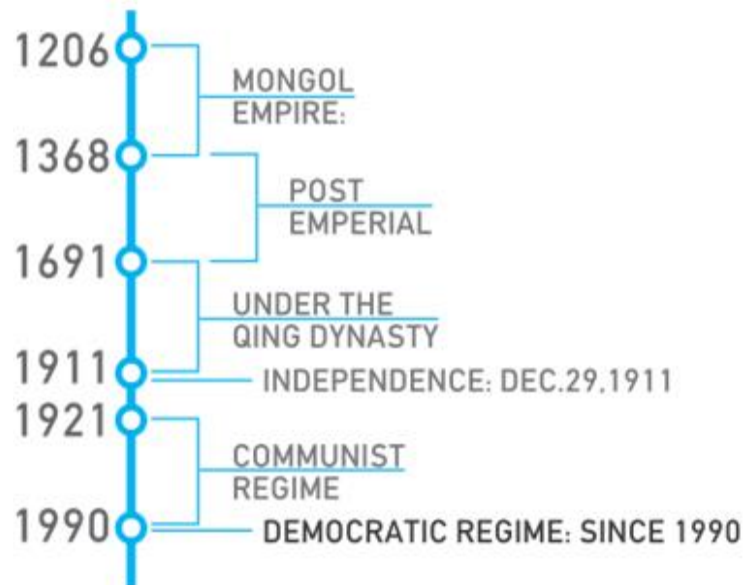 1206
MONGOL
EMPIRE:
1368
POST
EMPERIAL
1691
UNDER THE
QING DYNASTY
1911
INDEPENDENCE: DEC.29,1911
1921
COMMUNIST
REGIME
1990
DEMOCRATIC REGIME: SINCE 1990